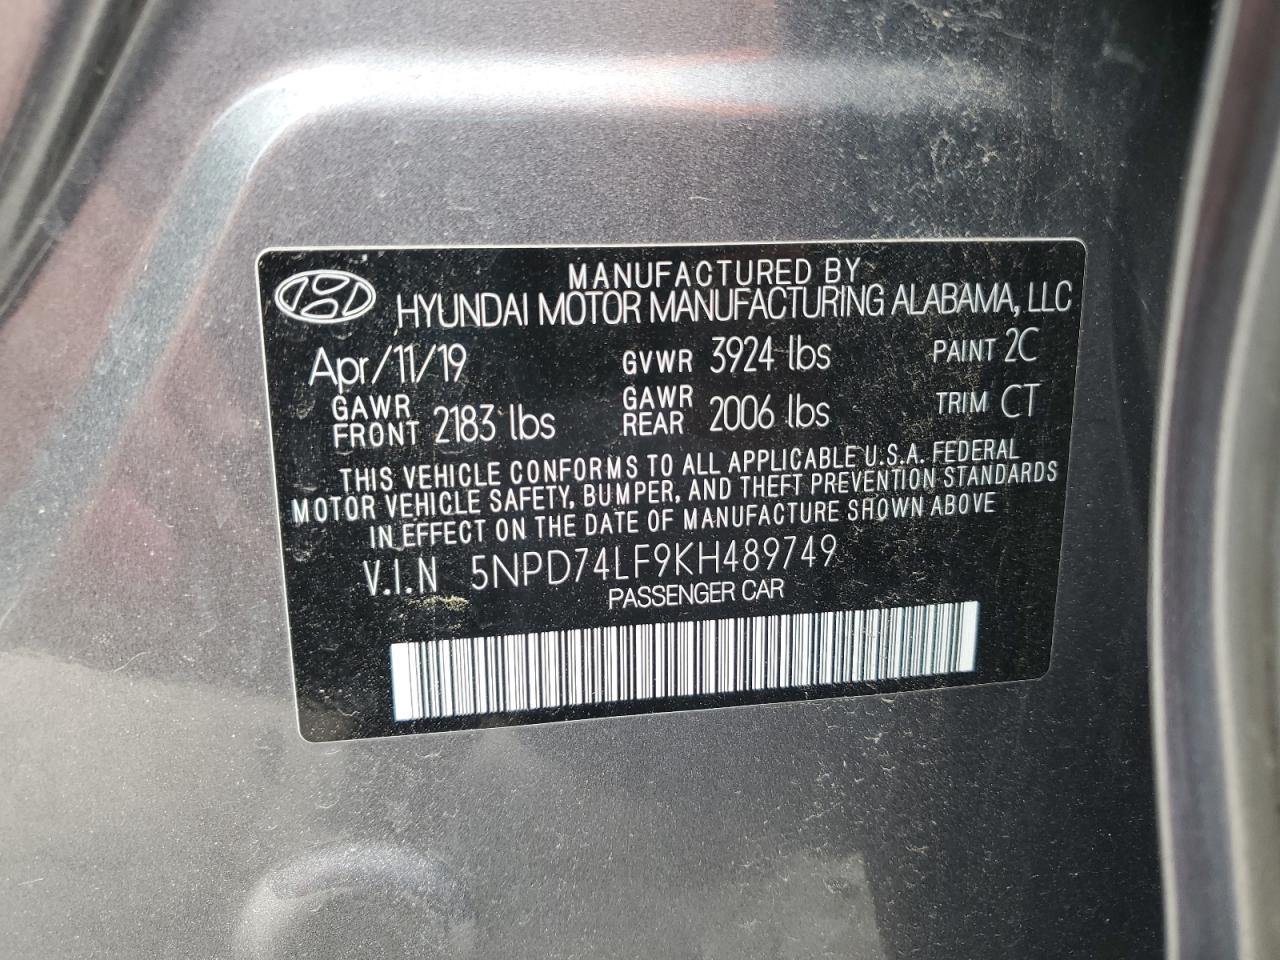 MANUFACTURED BY
HYUNDAI MOTOR MANUFACTURING ALABAMA, LLC
Apr/11/19 GVWR 3924 lbs PAINT 2C
GAWR FRONT 2183 lbs GAWR REAR 2006 lbs TRIM CT
THIS VEHICLE CONFORMS TO ALL APPLICABLE U.S.A. FEDERAL
MOTOR VEHICLE SAFETY, BUMPER, AND THEFT PREVENTION STANDARDS
IN EFFECT ON THE DATE OF MANUFACTURE SHOWN ABOVE
V.I.N 5NPD74LF9KH489749
PASSENGER CAR